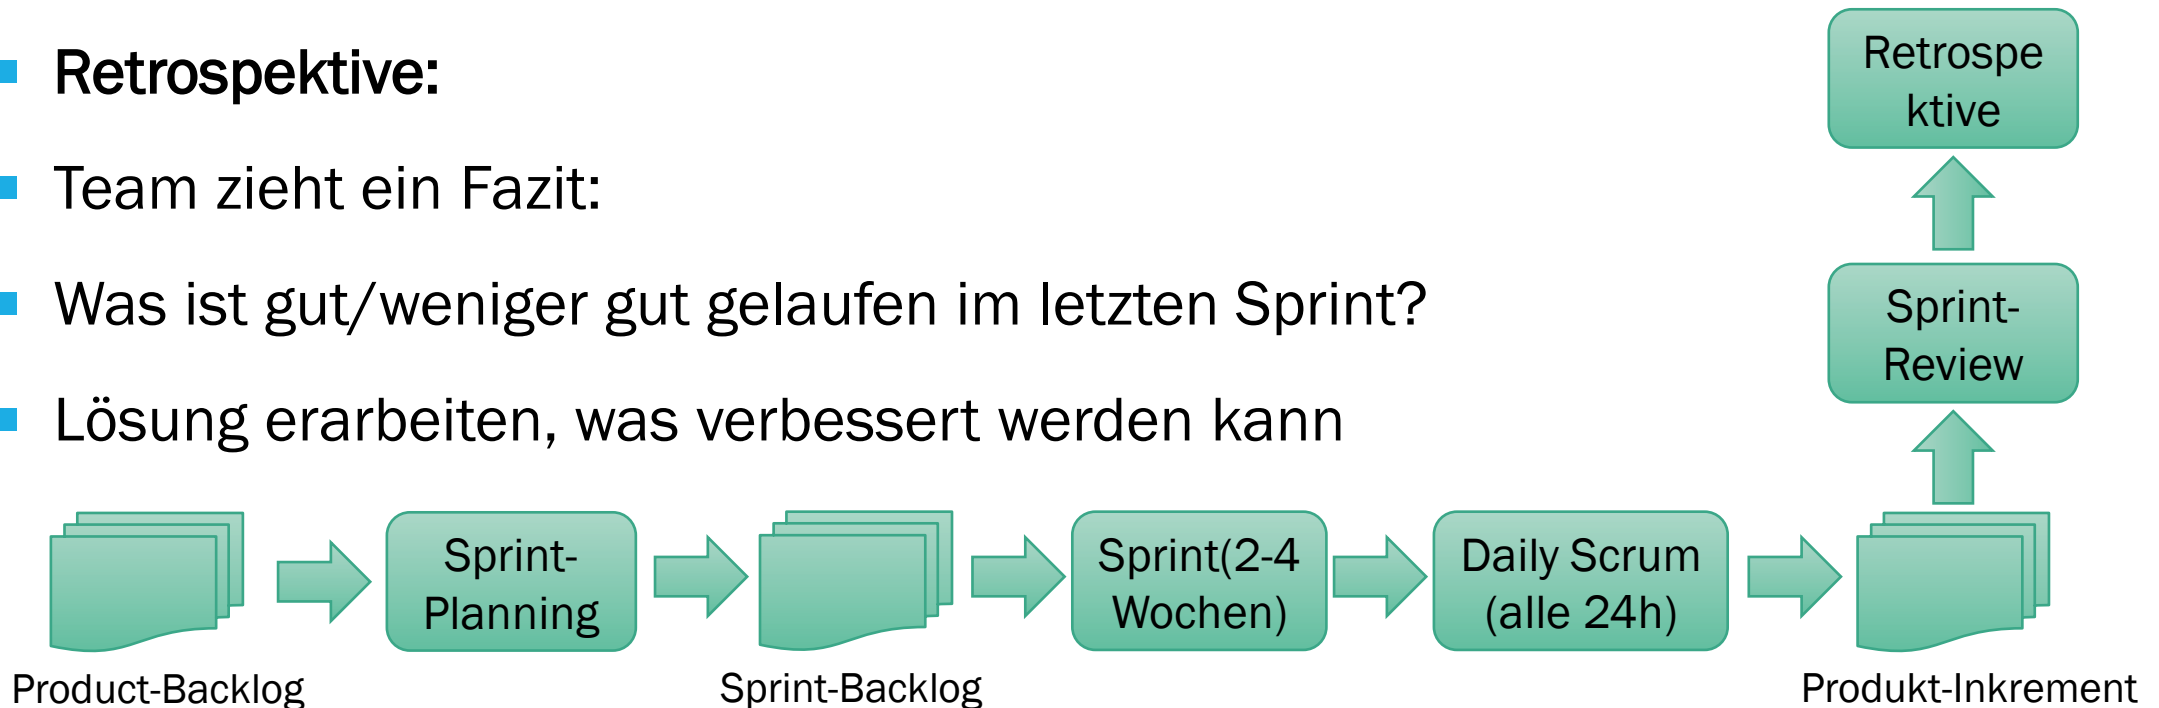 Retrospektive:
Team zieht ein Fazit:
Was ist gut/weniger gut gelaufen im letzten Sprint?
Lösung erarbeiten, was verbessert werden kann
Retrospe
ktive
Sprint-
Review
Sprint-
Planning
Sprint(2-4
Wochen)
Daily Scrum
(alle 24h)
Product-Backlog
Sprint-Backlog
Produkt-Inkrement